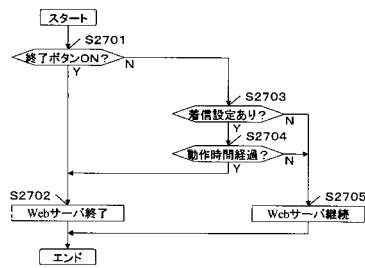 スタート
S2701
終了ボタンON?
N
Y
S2703
着信設定あり?
N
Y
S2704
動作時間経過?
N
Y
S2702
S2705
Webサーバ終了
Webサーバ継続
エンド